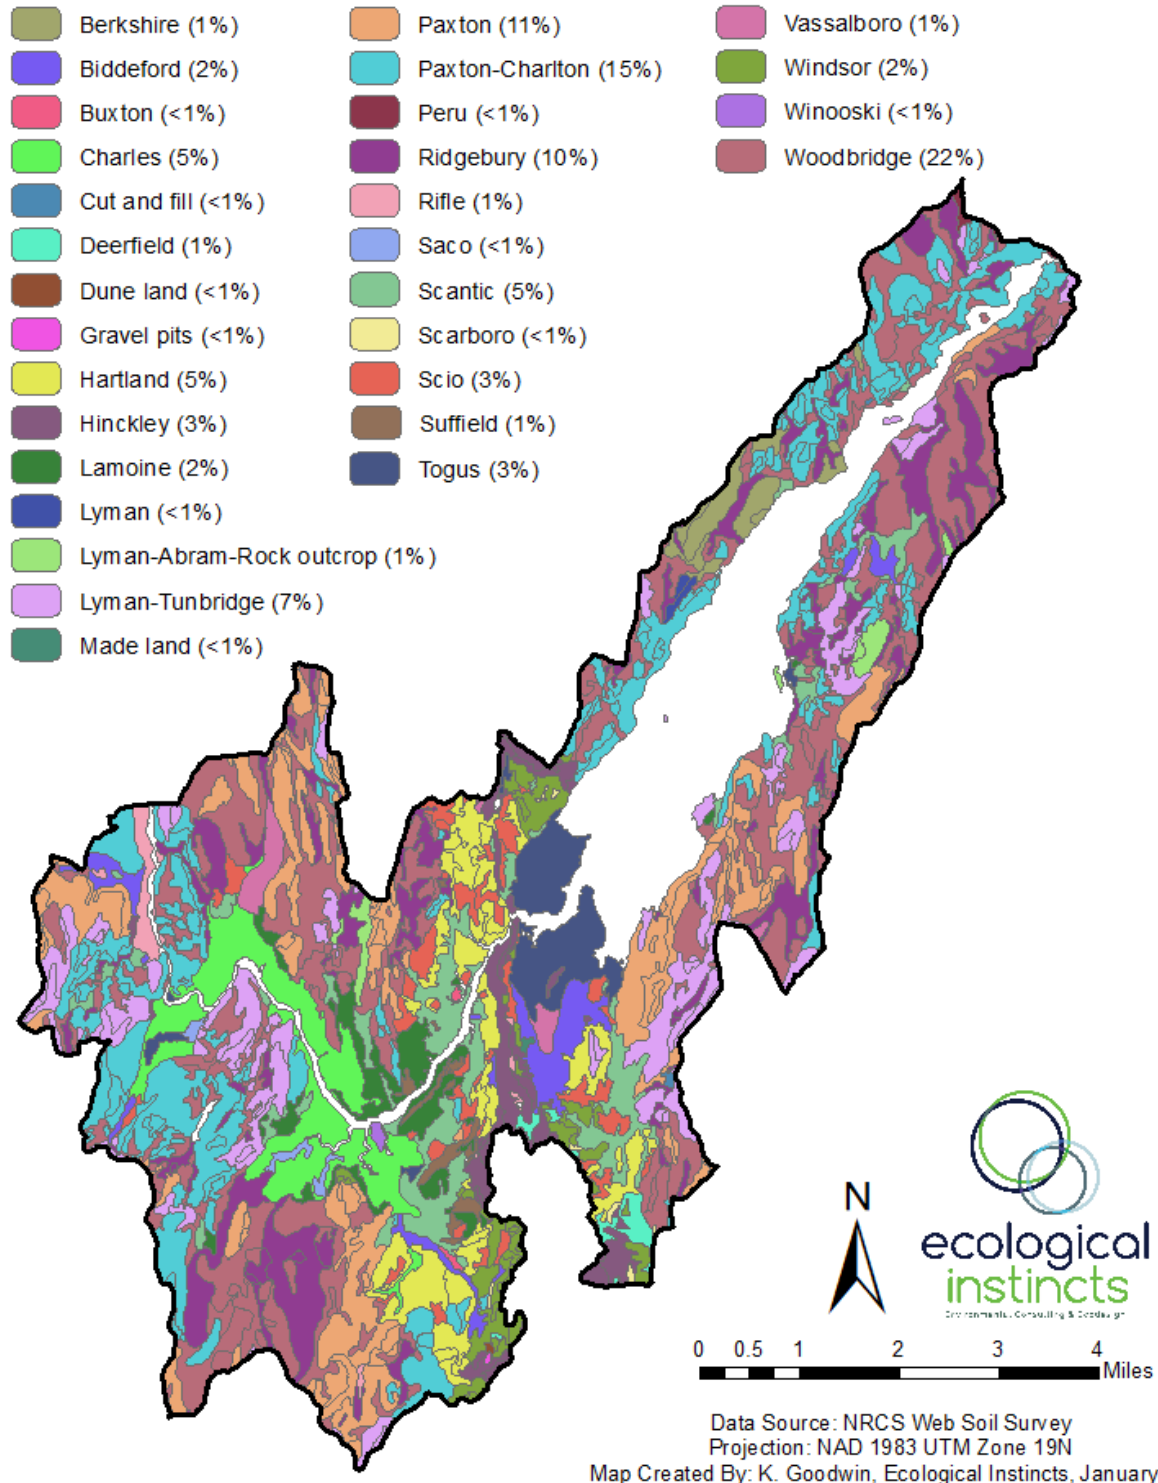 Berkshire (1%)
Biddeford (2%)
Buxton (<1%)
Charles (5%)
Cut and fill (<1%)
Deerfield (1%)
Dune land (<1%)
Gravel pits (<1%)
Hartland (5%)
Hinckley (3%)
Lamoine (2%)
Lyman (<1%)
Lyman-Abram-Rock outcrop (1%)
Lyman-Tunbridge (7%)
Made land (<1%)
Paxton (11%)
Paxton-Charlton (15%)
Peru (<1%)
Ridgebury (10%)
Rifle (1%)
Saco (<1%)
Scantic (5%)
Scarboro (<1%)
Scio (3%)
Suffield (1%)
Togus (3%)
Vassalboro (1%)
Windsor (2%)
Winooski (<1%)
Woodbridge (22%)
N
ecological
instincts
Environmental Consulting & Ecodesign
0 0.5 1 2 3 4
Miles
Data Source: NRCS Web Soil Survey
Projection: NAD 1983 UTM Zone 19N
Map Created By: K. Goodwin, Ecological Instincts, January